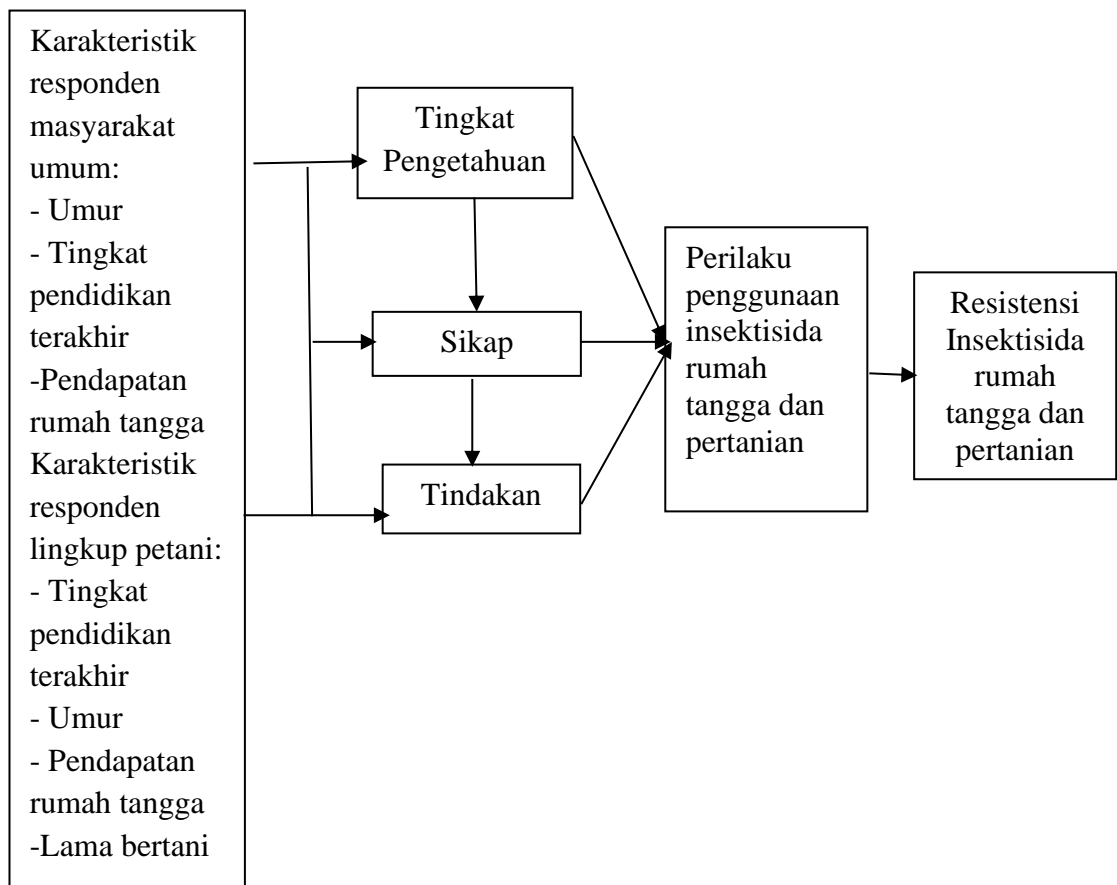 Karakteristik
responden
masyarakat
umum:
- Umur
- Tingkat
pendidikan
terakhir
-Pendapatan
rumah tangga
Karakteristik
responden
lingkup petani:
- Tingkat
pendidikan
terakhir
- Umur
- Pendapatan
rumah tangga
-Lama bertani
Tingkat
Pengetahuan
Sikap
Tindakan
Perilaku
penggunaan
insektisida
rumah
tangga dan
pertanian
Resistensi
Insektisida
rumah
tangga dan
pertanian